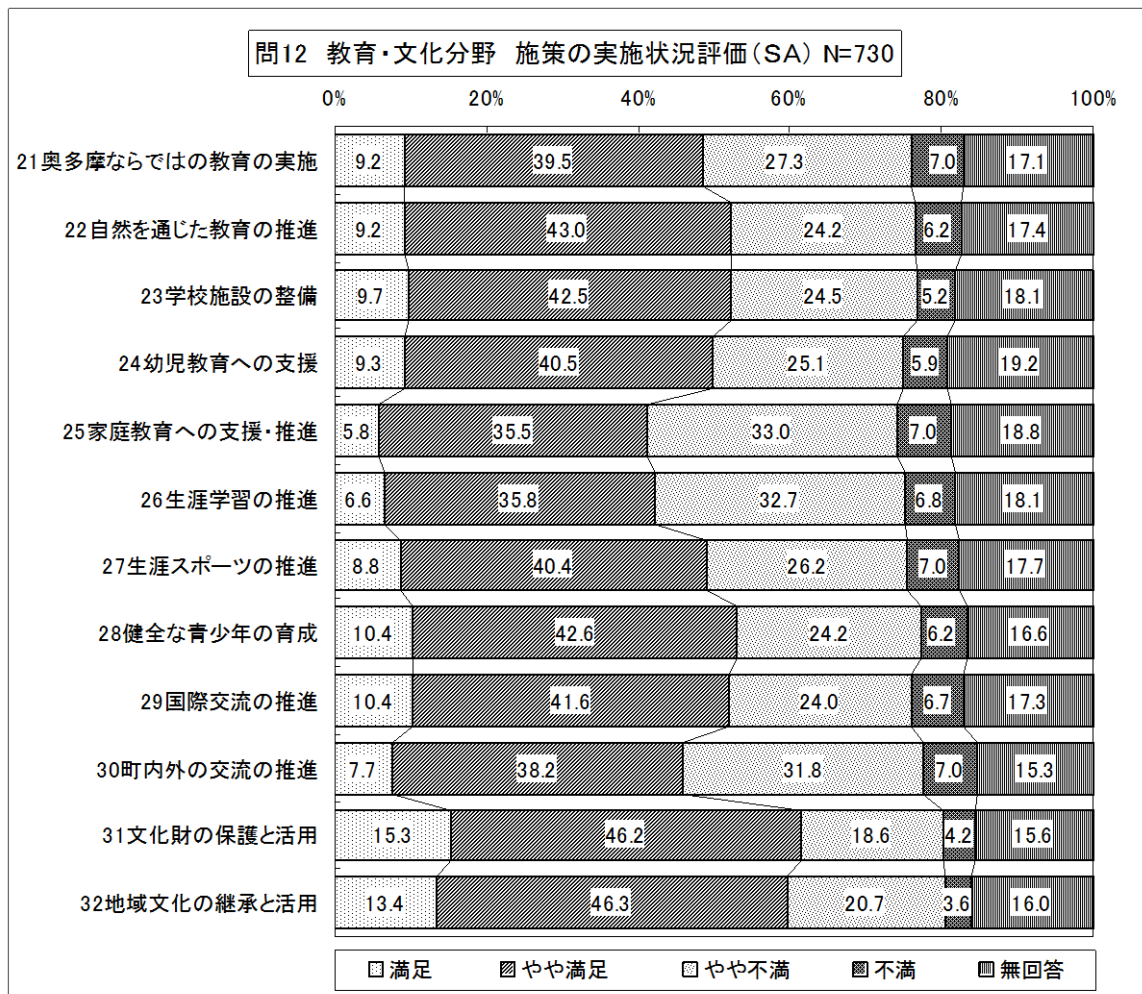 問12 教育・文化分野 施策の実施状況評価(SA) N=730
0% 20% 40% 60% 80% 100%
21奥多摩ならではの教育の実施 9.2 39.5 27.3 7.0 17.1
22自然を通じた教育の推進 9.2 43.0 24.2 6.2 17.4
23学校施設の整備 9.7 42.5 24.5 5.2 18.1
24幼児教育への支援 9.3 40.5 25.1 5.9 19.2
25家庭教育への支援・推進 5.8 35.5 33.0 7.0 18.8
26生涯学習の推進 6.6 35.8 32.7 6.8 18.1
27生涯スポーツの推進 8.8 40.4 26.2 7.0 17.7
28健全な青少年の育成 10.4 42.6 24.2 6.2 16.6
29国際交流の推進 10.4 41.6 24.0 6.7 17.3
30町内外の交流の推進 7.7 38.2 31.8 7.0 15.3
31文化財の保護と活用 15.3 46.2 18.6 4.2 15.6
32地域文化の継承と活用 13.4 46.3 20.7 3.6 16.0
満足 やや満足 やや不満 不満 無回答